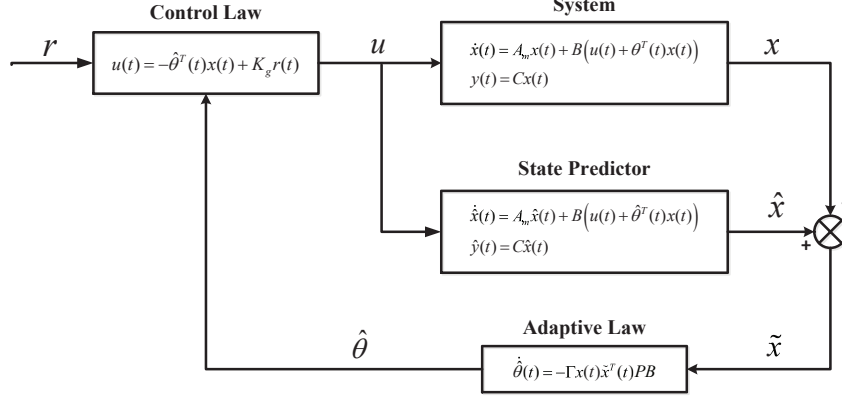 Control Law
System
r
u(t) = −θ̂ᵀ(t)x(t) + K_g r(t)
u
ẋ(t) = A_m x(t) + B(u(t) + θᵀ(t)x(t))
y(t) = Cx(t)
x
State Predictor
x̂̇(t) = A_m x̂(t) + B(u(t) + θ̂ᵀ(t)x(t))
ŷ(t) = Cx̂(t)
x̂
+
Adaptive Law
θ̂
θ̂̇(t) = −Γx(t)x̃ᵀ(t)PB
x̃